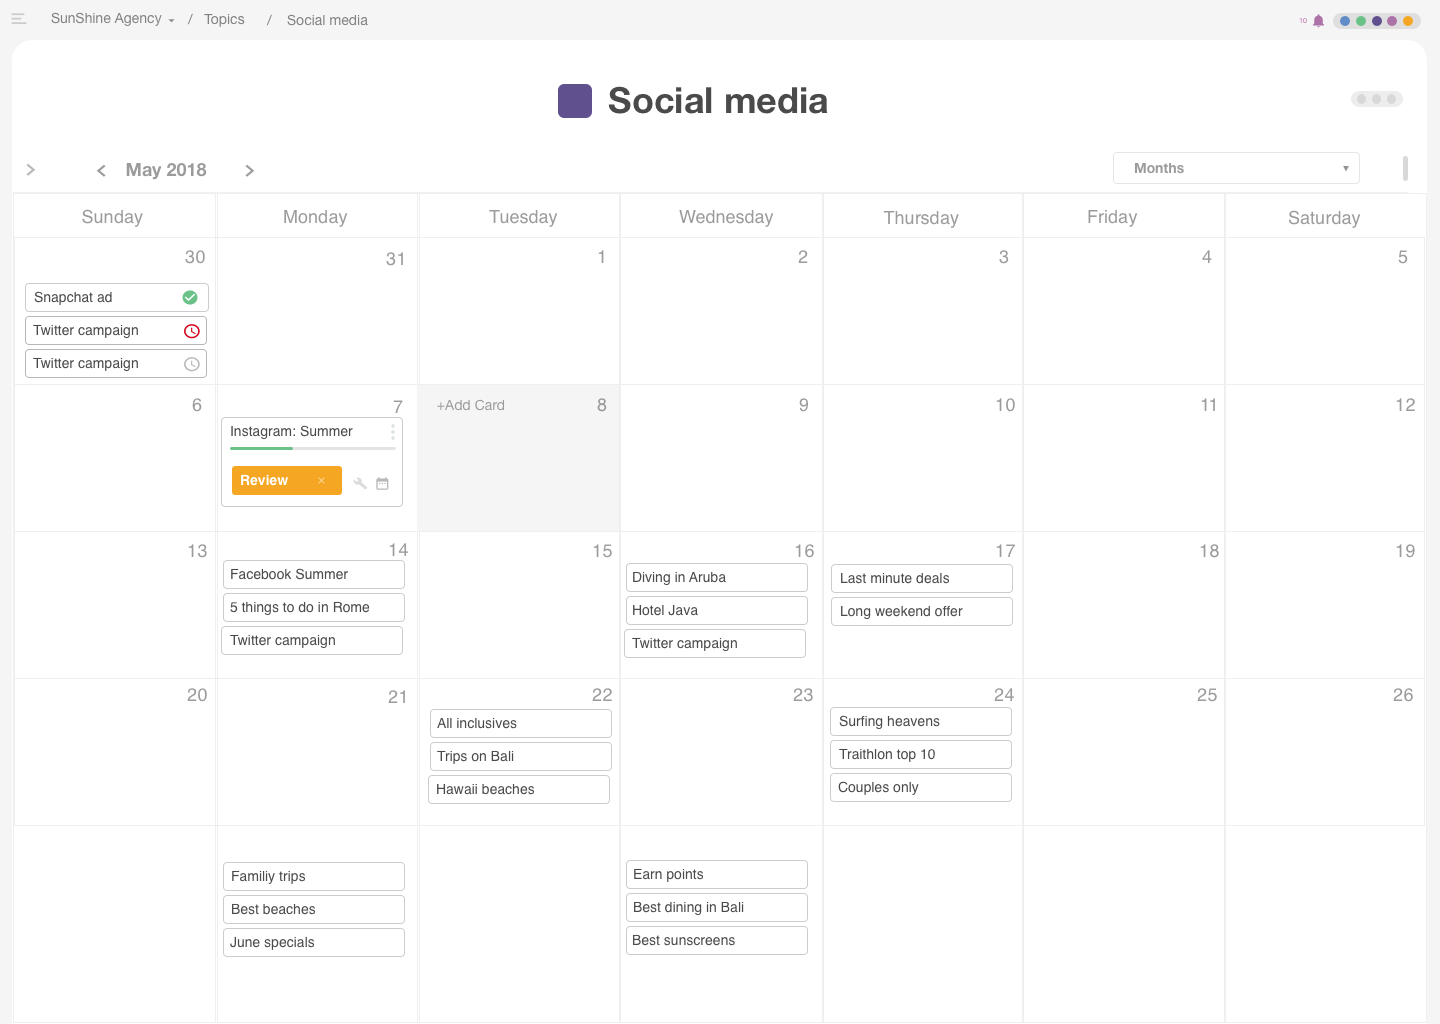 SunShine Agency / Topics / Social media
10
Social media
May 2018
Months
Sunday Monday Tuesday Wednesday Thursday Friday Saturday
30 31 1 2 3 4 5
Snapchat ad
Twitter campaign
Twitter campaign
6 7 +Add Card 8 9 10 11 12
Instagram: Summer
Review ×
13 14 15 16 17 18 19
Facebook Summer
5 things to do in Rome
Twitter campaign
Diving in Aruba
Hotel Java
Twitter campaign
Last minute deals
Long weekend offer
20 21 22 23 24 25 26
All inclusives
Trips on Bali
Hawaii beaches
Surfing heavens
Traithlon top 10
Couples only
Familiy trips
Best beaches
June specials
Earn points
Best dining in Bali
Best sunscreens